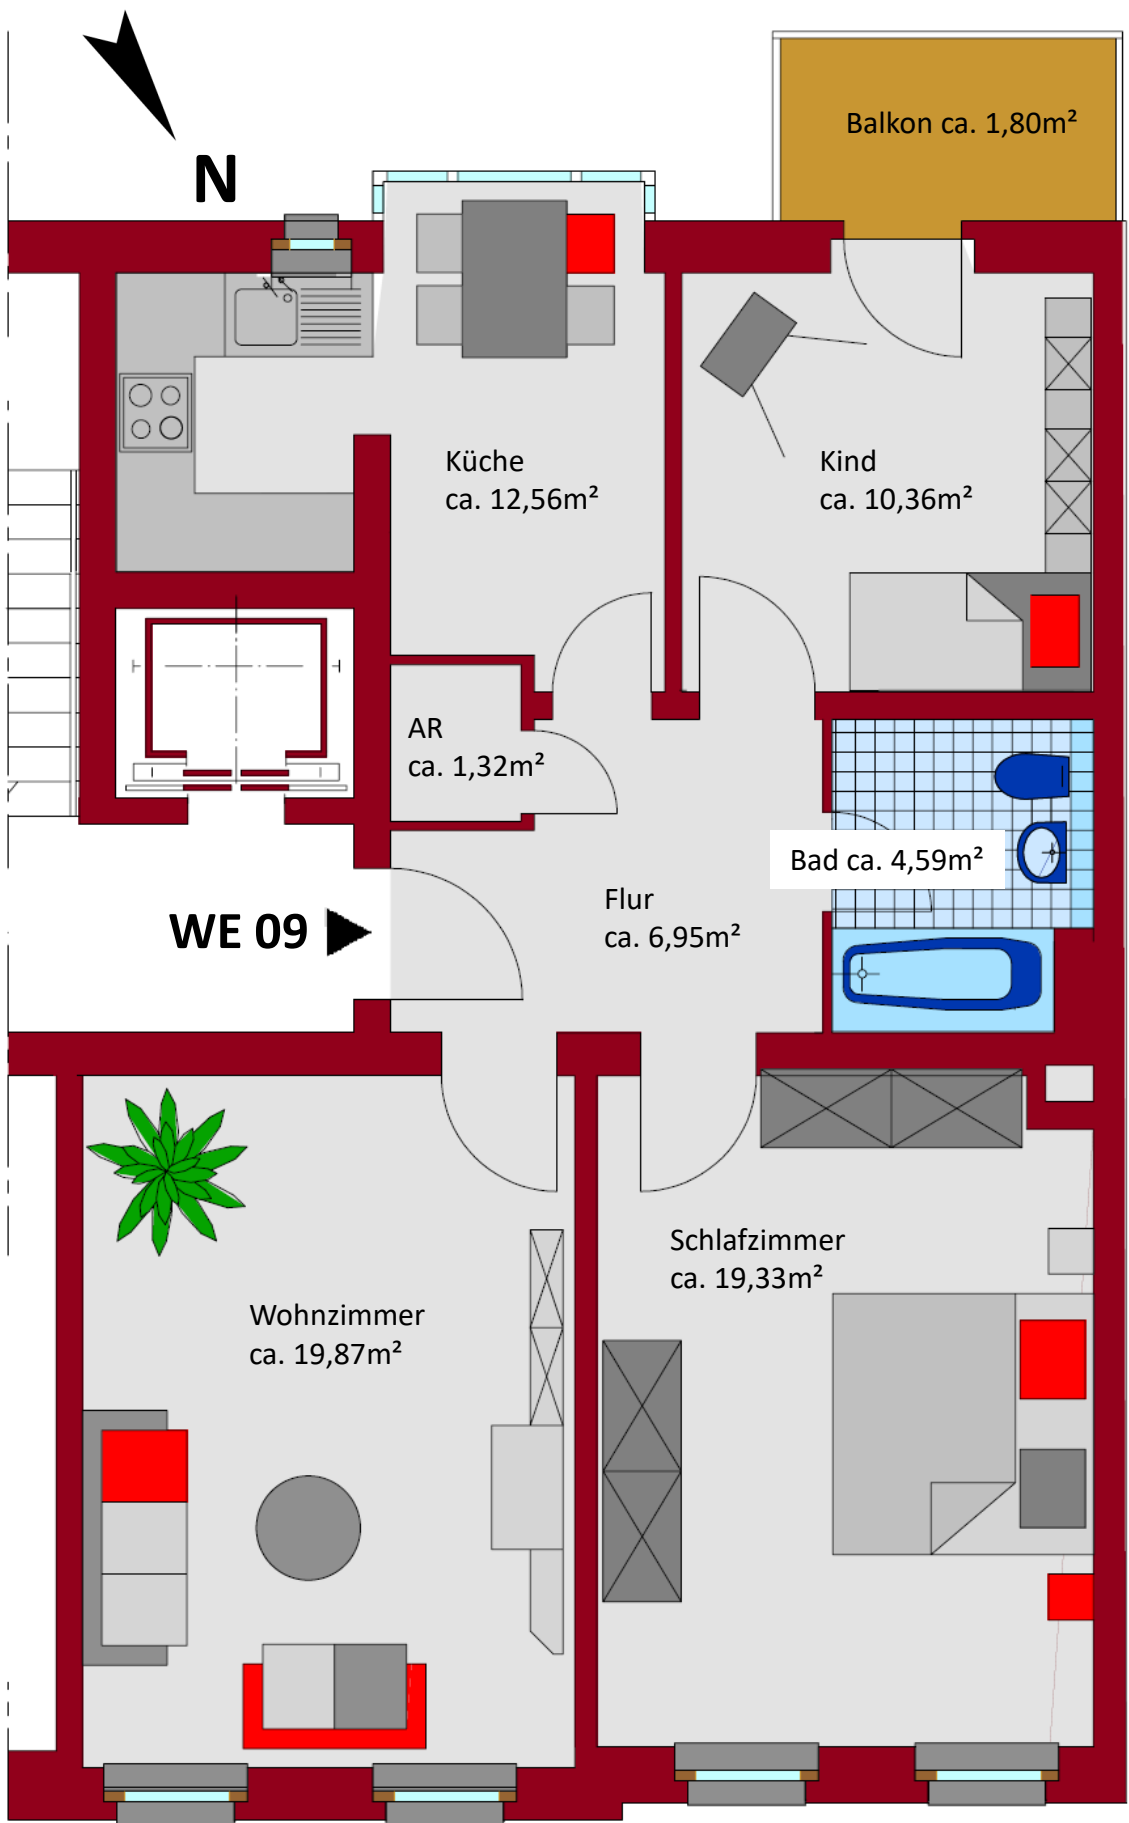 Balkon ca. 1,80m²
N
Küche
ca. 12,56m²
Kind
ca. 10,36m²
AR
ca. 1,32m²
Bad ca. 4,59m²
Flur
ca. 6,95m²
WE 09
Schlafzimmer
ca. 19,33m²
Wohnzimmer
ca. 19,87m²